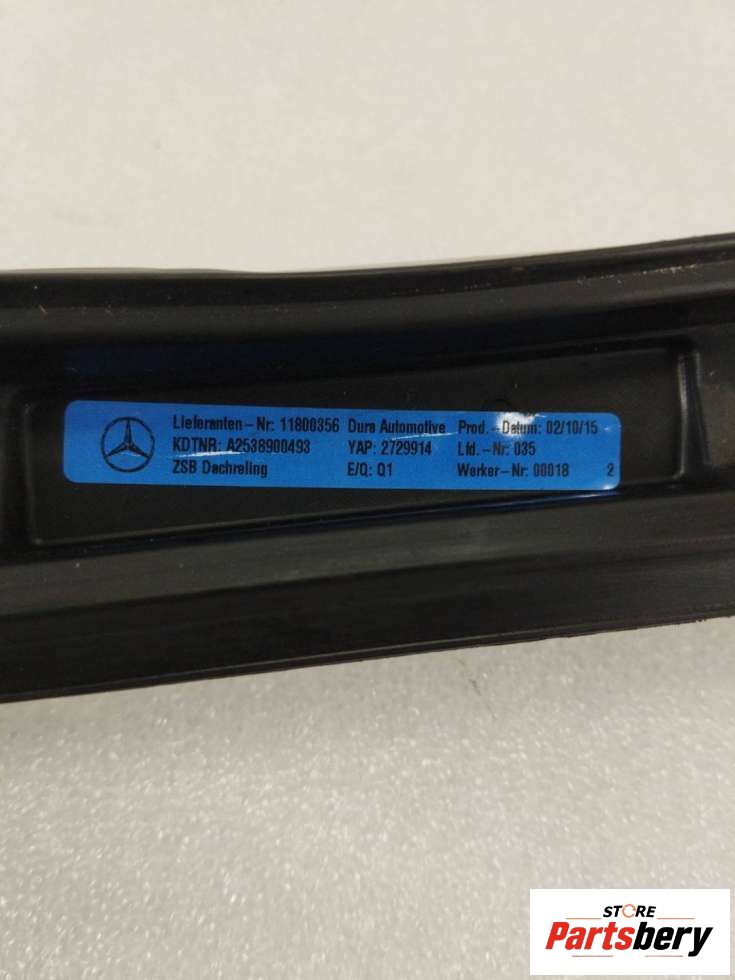 Lieferanten-Nr: 11800356 Dura Automotive Prod.-Datum: 02/10/15
KDTNR: A2538900493 YAP: 2729914 Lfd.-Nr: 035
ZSB Dachreling E/Q: Q1 Werker-Nr: 00018 2
STORE
Partsbery